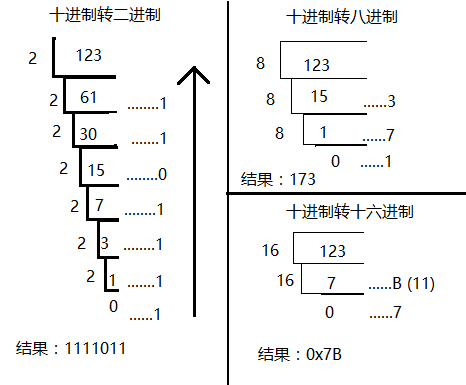 十进制转二进制
2 123
2 61 ........1
2 30 .......1
2 15 ........0
2 7 ........1
2 3 ........1
2 1 .......1
0 ......1
结果：1111011
十进制转八进制
8 123
8 15 ......3
8 1 ......7
0 ......1
结果：173
十进制转十六进制
16 123
16 7 ......B (11)
0 ......7
结果：0x7B